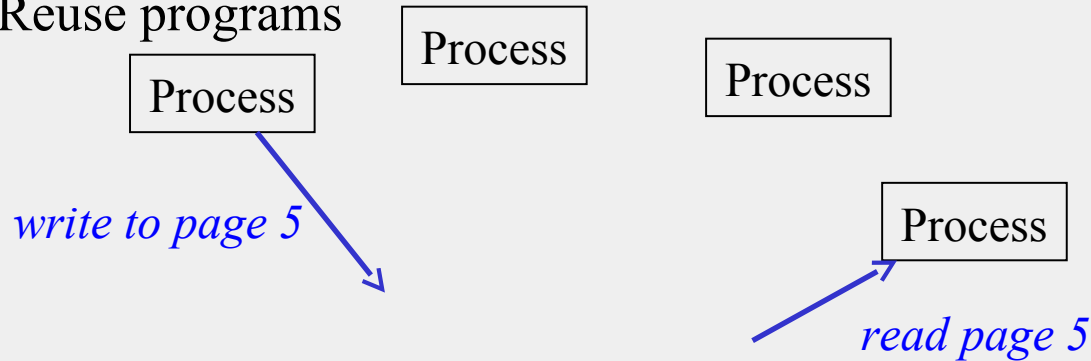 Reuse programs
Process
Process
Process
write to page 5
Process
read page 5